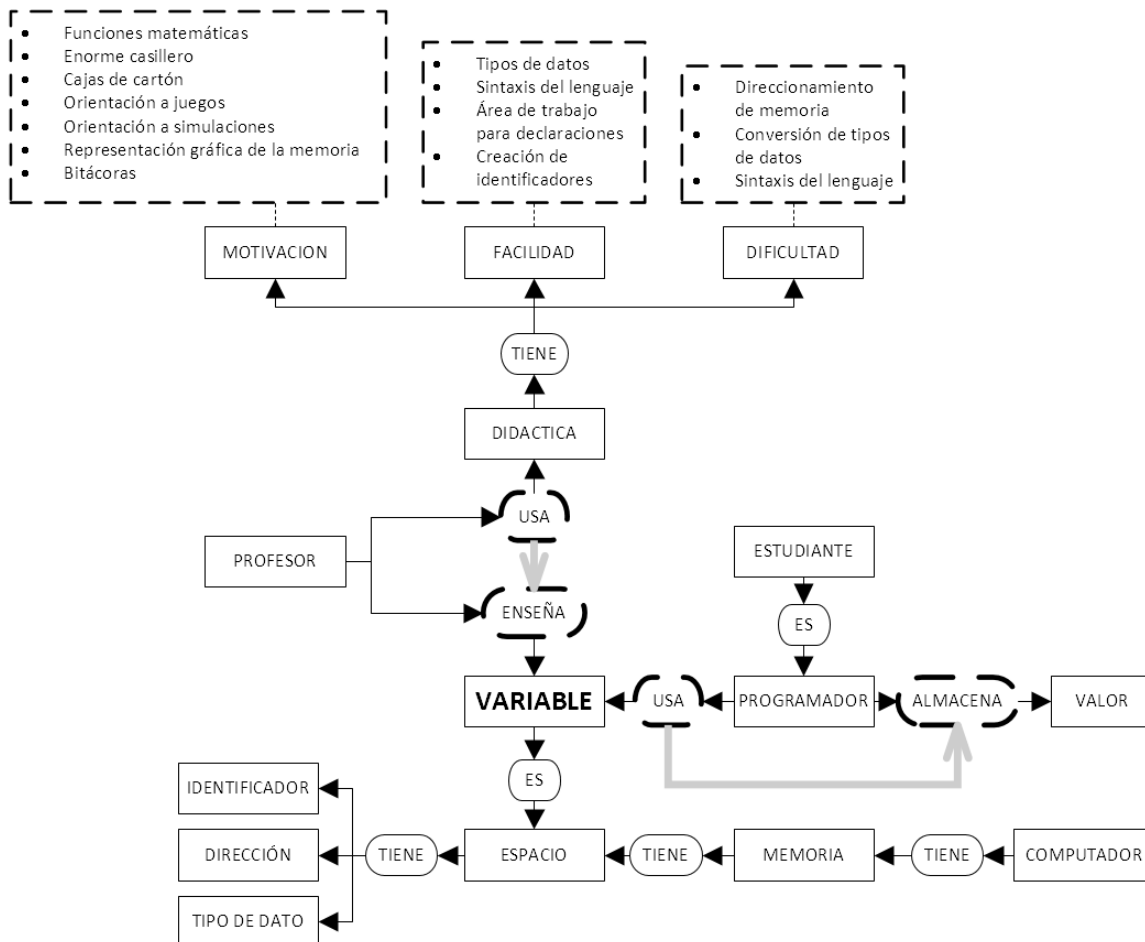 • Funciones matemáticas
• Enorme casillero
• Cajas de cartón
• Orientación a juegos
• Orientación a simulaciones
• Representación gráfica de la memoria
• Bitácoras
• Tipos de datos
• Sintaxis del lenguaje
• Área de trabajo
para declaraciones
• Creación de
identificadores
• Direccionamiento
de memoria
• Conversión de tipos
de datos
• Sintaxis del lenguaje
MOTIVACION
FACILIDAD
DIFICULTAD
TIENE
DIDACTICA
USA
PROFESOR
ESTUDIANTE
ENSEÑA
ES
VARIABLE
USA
PROGRAMADOR
ALMACENA
VALOR
ES
IDENTIFICADOR
DIRECCIÓN
TIENE
ESPACIO
TIENE
MEMORIA
TIENE
COMPUTADOR
TIPO DE DATO